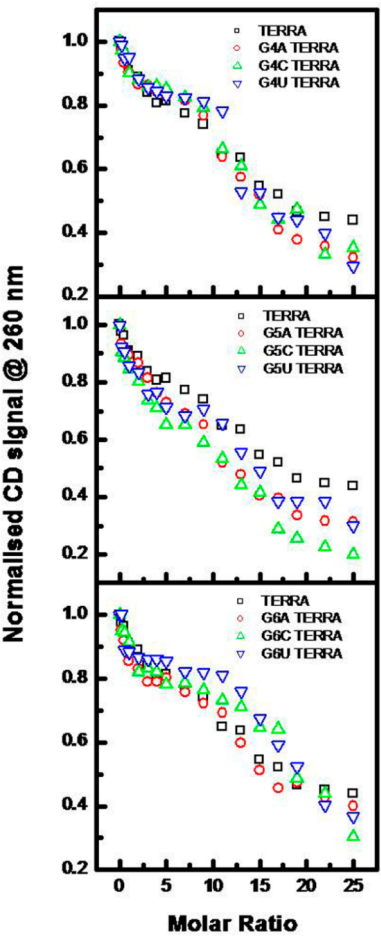 Normalised CD signal @ 260 nm
1.0
0.8
0.6
0.4
0.2
TERRA
G4A TERRA
G4C TERRA
G4U TERRA
1.0
0.8
0.6
0.4
0.2
TERRA
G5A TERRA
G5C TERRA
G5U TERRA
1.0
0.8
0.6
0.4
0.2
TERRA
G6A TERRA
G6C TERRA
G6U TERRA
0 5 10 15 20 25
Molar Ratio